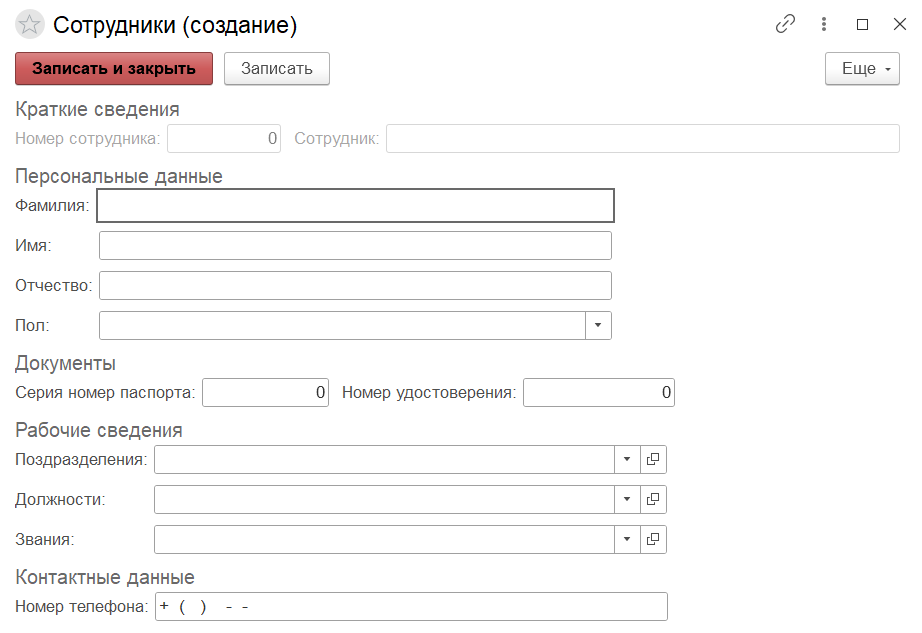 Сотрудники (создание)
Записать и закрыть Записать Еще
Краткие сведения
Номер сотрудника: 0 Сотрудник:
Персональные данные
Фамилия:
Имя:
Отчество:
Пол:
Документы
Серия номер паспорта: 0 Номер удостоверения: 0
Рабочие сведения
Поздразделения:
Должности:
Звания:
Контактные данные
Номер телефона: + ( ) - -